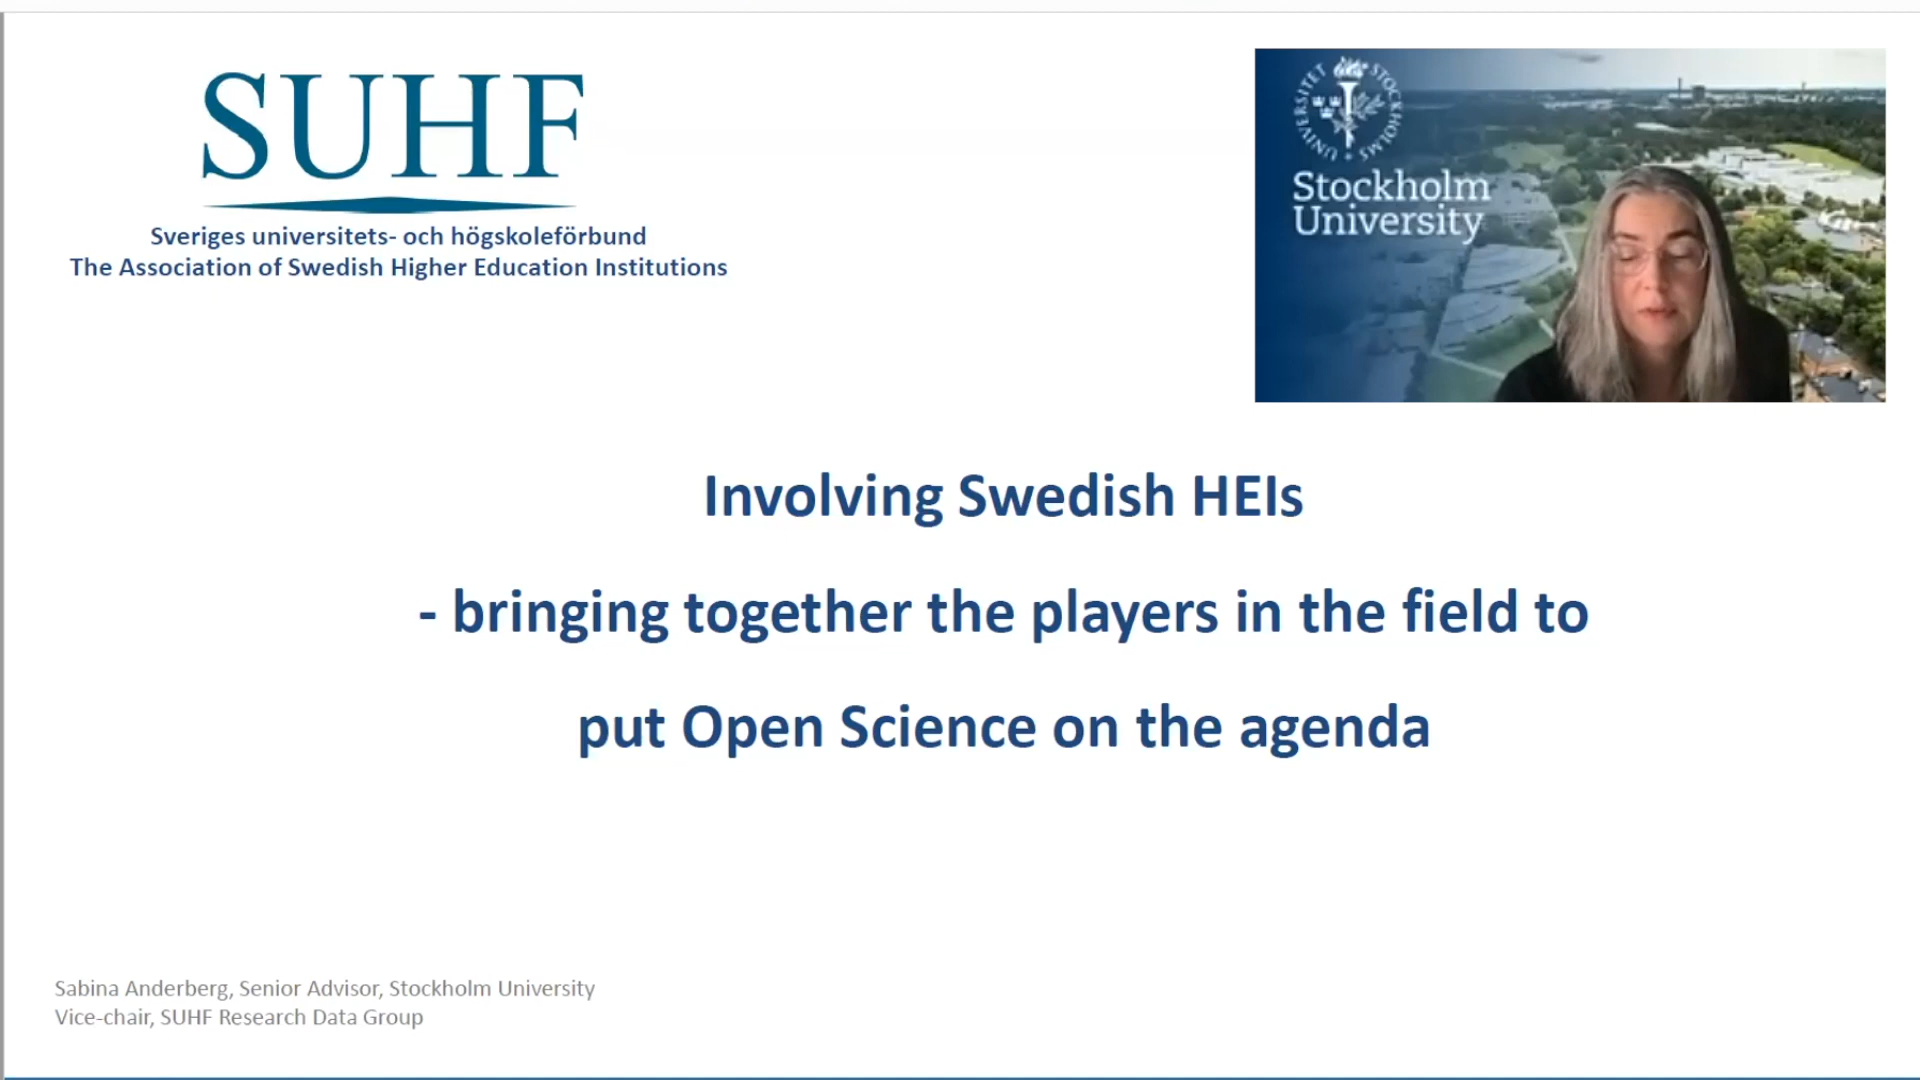 SUHF
Sveriges universitets- och högskoleförbund
The Association of Swedish Higher Education Institutions
STOCKHOLMS UNIVERSITET
Stockholm
University
Involving Swedish HEIs
- bringing together the players in the field to
put Open Science on the agenda
Sabina Anderberg, Senior Advisor, Stockholm University
Vice-chair, SUHF Research Data Group